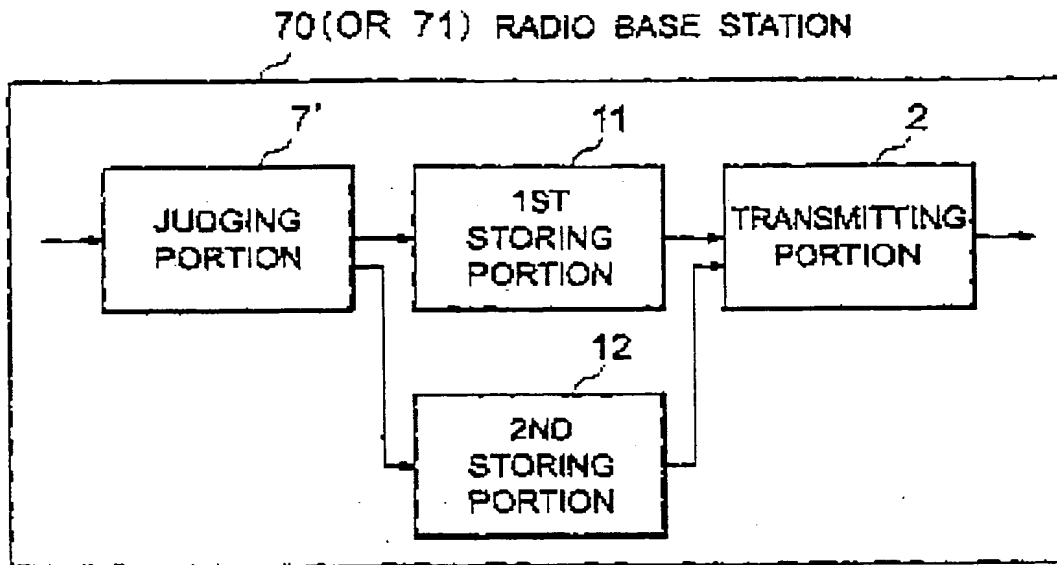 70(OR 71) RADIO BASE STATION
7'
11
2
JUDGING
PORTION
1ST
STORING
PORTION
TRANSMITTING
PORTION
12
2ND
STORING
PORTION